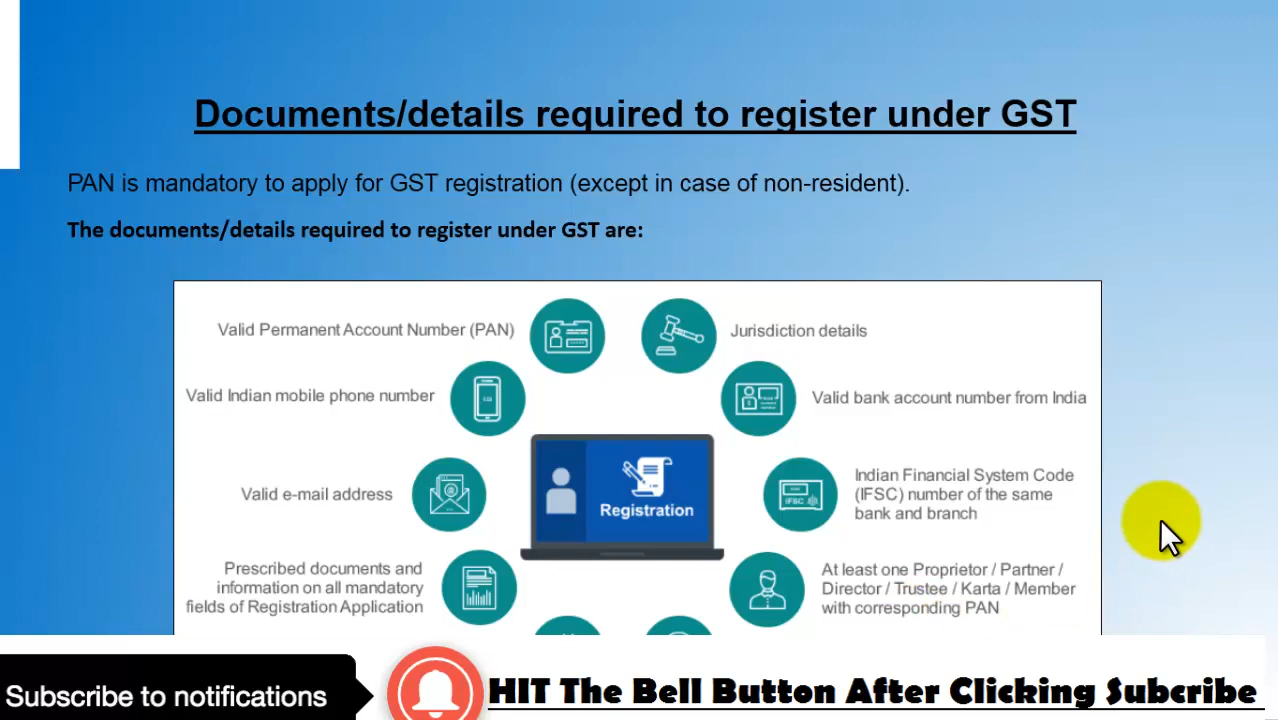 Documents/details required to register under GST
PAN is mandatory to apply for GST registration (except in case of non-resident).
The documents/details required to register under GST are:
Valid Permanent Account Number (PAN)
Jurisdiction details
Valid Indian mobile phone number
Valid bank account number from India
Valid e-mail address
Indian Financial System Code
(IFSC) number of the same
bank and branch
IFSC
Registration
Prescribed documents and
information on all mandatory
fields of Registration Application
At least one Proprietor / Partner /
Director / Trustee / Karta / Member
with corresponding PAN
Subscribe to notifications
HIT The Bell Button After Clicking Subcribe